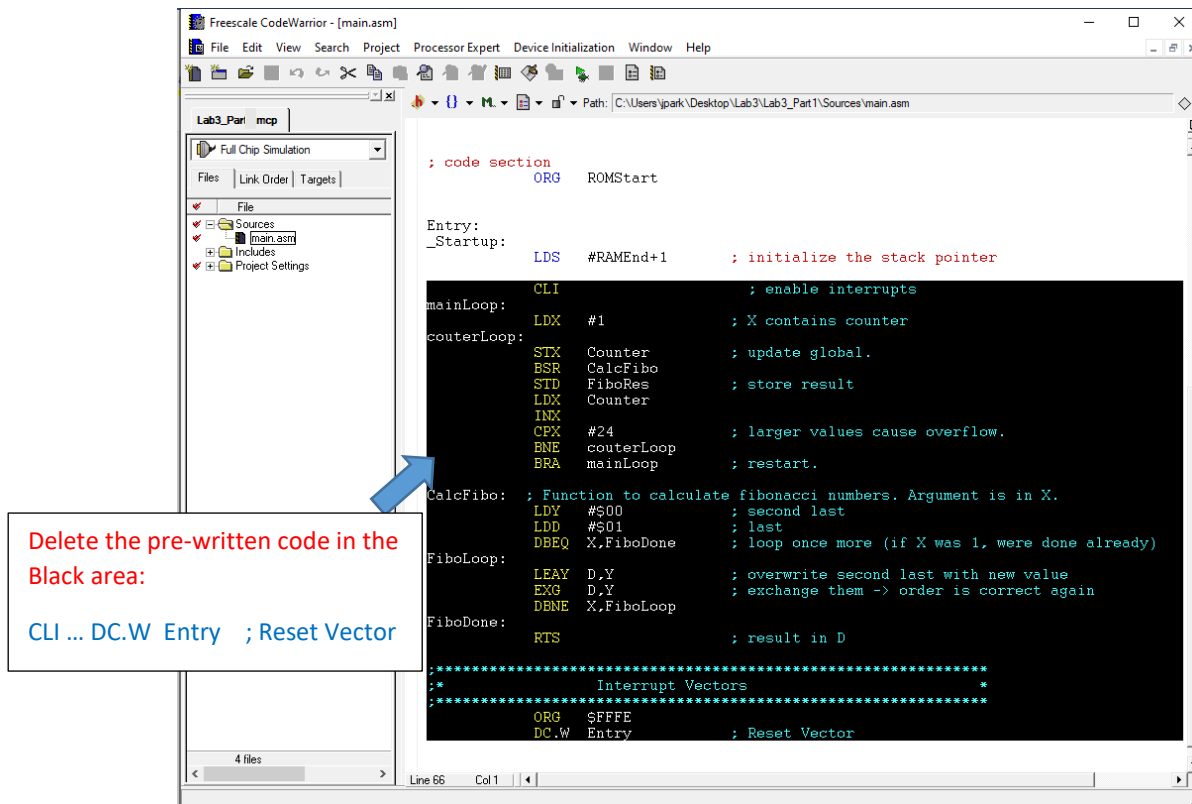 Freescale CodeWarrior - [main.asm]
File Edit View Search Project Processor Expert Device Initialization Window Help
Path: C:\Users\jpark\Desktop\Lab3\Lab3_Part1\Sources\main.asm
Lab3_Par mcp
Full Chip Simulation
Files Link Order Targets
File
Sources
main.asm
Includes
Project Settings
; code section
ORG ROMStart
Entry:
_Startup:
LDS #RAMEnd+1 ; initialize the stack pointer
CLI ; enable interrupts
mainLoop:
LDX #1 ; X contains counter
couterLoop:
STX Counter ; update global.
BSR CalcFibo
STD FiboRes ; store result
LDX Counter
INX
CPX #24 ; larger values cause overflow.
BNE couterLoop
BRA mainLoop ; restart.
CalcFibo: ; Function to calculate fibonacci numbers. Argument is in X.
LDY #$00 ; second last
LDD #$01 ; last
DBEQ X,FiboDone ; loop once more (if X was 1, were done already)
FiboLoop:
LEAY D,Y ; overwrite second last with new value
EXG D,Y ; exchange them -> order is correct again
DBNE X,FiboLoop
FiboDone:
RTS ; result in D
;**************************************************************
;* Interrupt Vectors *
;**************************************************************
ORG $FFFE
DC.W Entry ; Reset Vector
Delete the pre-written code in the
Black area:
CLI … DC.W Entry ; Reset Vector
4 files
Line 66 Col 1